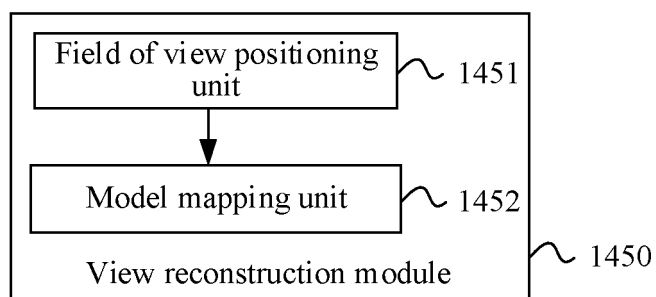 Field of view positioning
unit
1451
Model mapping unit
1452
View reconstruction module
1450